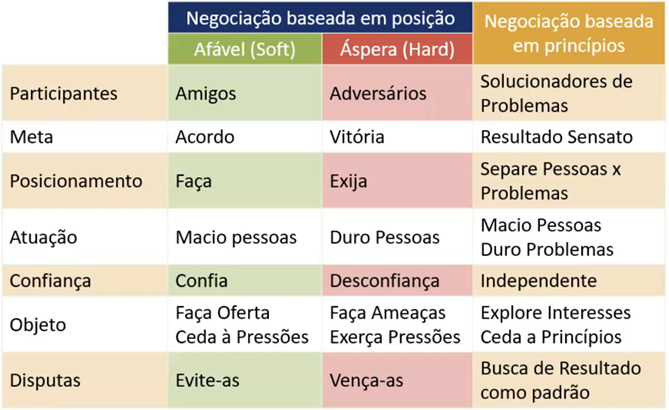 Negociação baseada em posição
Negociação baseada
em princípios
Afável (Soft)
Áspera (Hard)
Participantes
Amigos
Adversários
Solucionadores de
Problemas
Meta
Acordo
Vitória
Resultado Sensato
Posicionamento
Faça
Exija
Separe Pessoas x
Problemas
Atuação
Macio pessoas
Duro Pessoas
Macio Pessoas
Duro Problemas
Confiança
Confia
Desconfiança
Independente
Objeto
Faça Oferta
Ceda à Pressões
Faça Ameaças
Exerça Pressões
Explore Interesses
Ceda a Princípios
Disputas
Evite-as
Vença-as
Busca de Resultado
como padrão